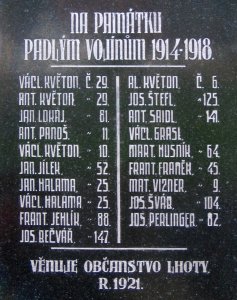 NA PAMÁTKU
PADLÝM VOJÍNŮM 1914-1918.
VÁCL. KVĚTON. Č. 29.
ANT. KVĚTON. - 29.
JAN. LOKAJ. - 81.
ANT. PANOŠ. - 11.
VÁCL. KVĚTON - 18.
JAN. JÍLEK. - 52.
JAN. HALAMA - 25.
VÁCL. HALAMA - 25.
FRANT. JEHLÍK - 88.
JOS. BEČVÁŘ. - 147.
AL. KVĚTON. Č. 6.
JOS. ŠTEFL. - 125.
ANT. SAIDL - 141.
VÁCL. GRASL.
MART. HUSNÍK. - 64.
FRANT. FRANĚK. - 45.
MAT. VIZNER. - 9.
JOS. ŠVÁB. - 104.
JOS. PERLINGER. - 82.
VĚNUJE OBČANSTVO LHOTY.
R. 1921.